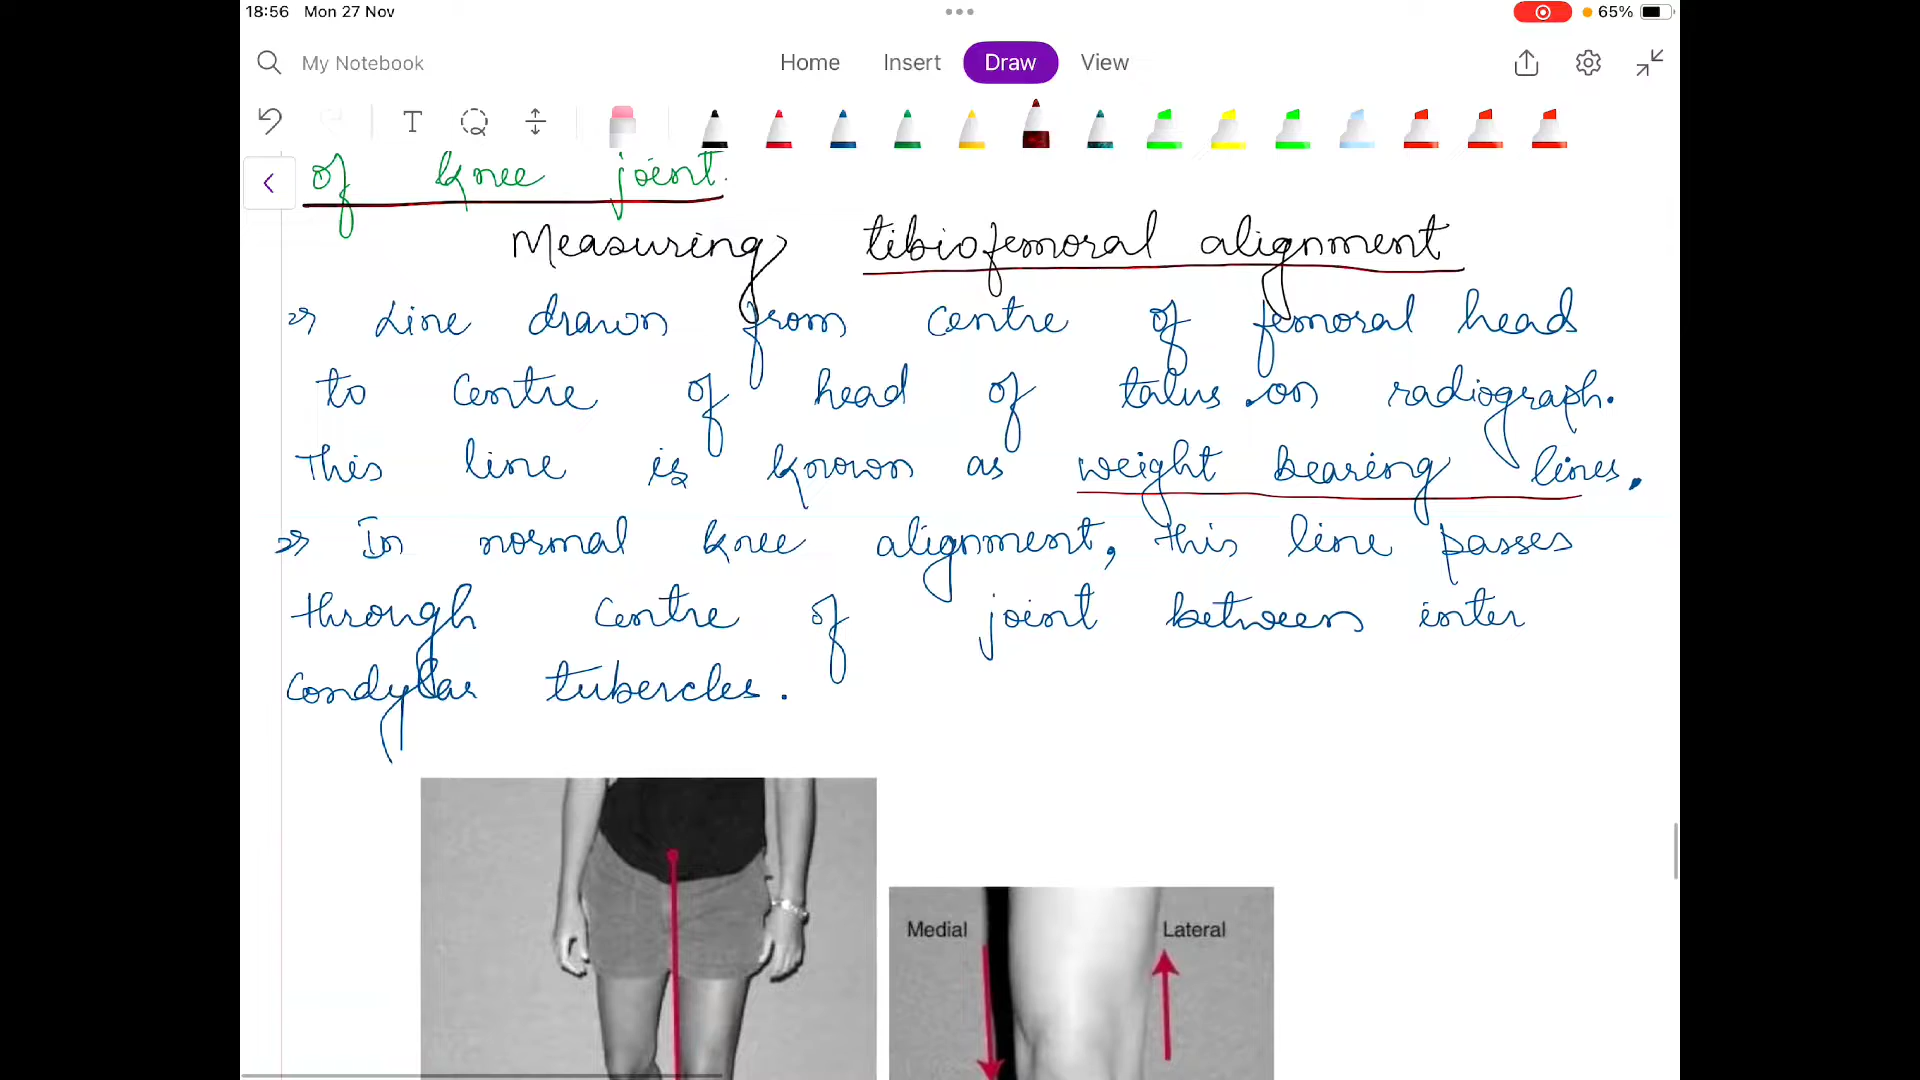 18:56 Mon 27 Nov
65%
My Notebook
Home Insert Draw View
T
of knee joint.
Measuring tibiofemoral alignment
Line drawn from centre of femoral head
to centre of head of talus on radiograph.
This line is known as weight bearing lines.
In normal knee alignment, this line passes
through centre of joint between inter
condylar tubercles.
Medial Lateral